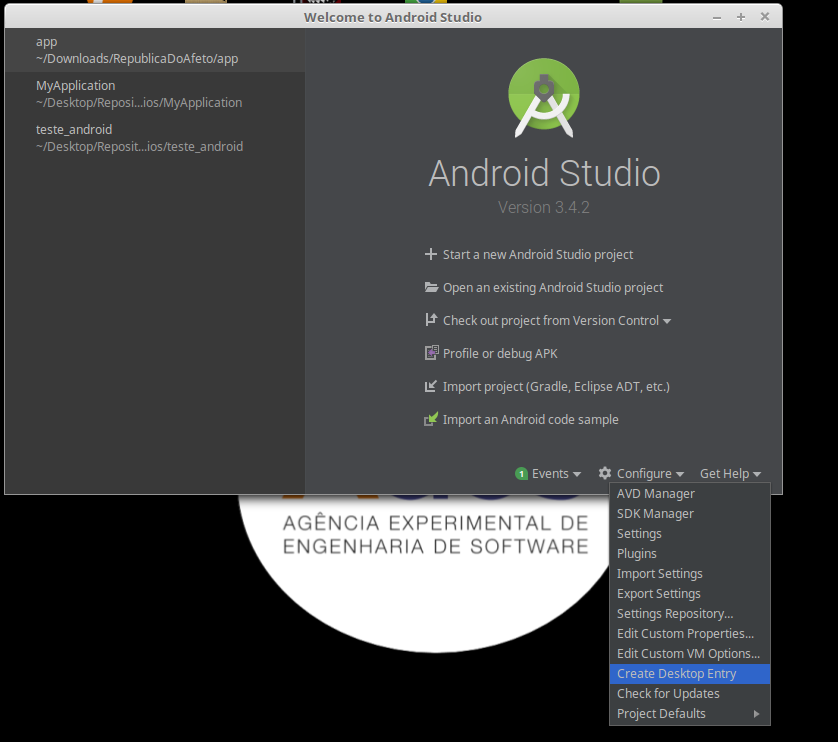 Welcome to Android Studio
app
~/Downloads/RepublicaDoAfeto/app
MyApplication
~/Desktop/Reposi...ios/MyApplication
teste_android
~/Desktop/Reposit...ios/teste_android
Android Studio
Version 3.4.2
Start a new Android Studio project
Open an existing Android Studio project
Check out project from Version Control
Profile or debug APK
Import project (Gradle, Eclipse ADT, etc.)
Import an Android code sample
1 Events Configure Get Help
AVD Manager
SDK Manager
Settings
Plugins
Import Settings
Export Settings
Settings Repository...
Edit Custom Properties...
Edit Custom VM Options...
Create Desktop Entry
Check for Updates
Project Defaults
AGÊNCIA EXPERIMENTAL DE
ENGENHARIA DE SOFTWARE